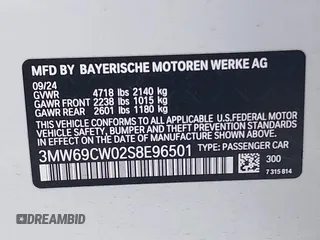 MFD BY BAYERISCHE MOTOREN WERKE AG
09/24
GVWR 4718 lbs 2140 kg
GAWR FRONT 2238 lbs 1015 kg
GAWR REAR 2601 lbs 1180 kg
THIS VEHICLE CONFORMS TO ALL APPLICABLE U.S.FEDERAL MOTOR
VEHICLE SAFETY, BUMPER, AND THEFT PREVENTION STANDARDS
IN EFFECT ON THE DATE OF MANUFACTURE SHOWN ABOVE.
3MW69CW02S8E96501 TYPE: PASSENGER CAR
300
7 315 814
@DREAMBID DREAMBID.COM